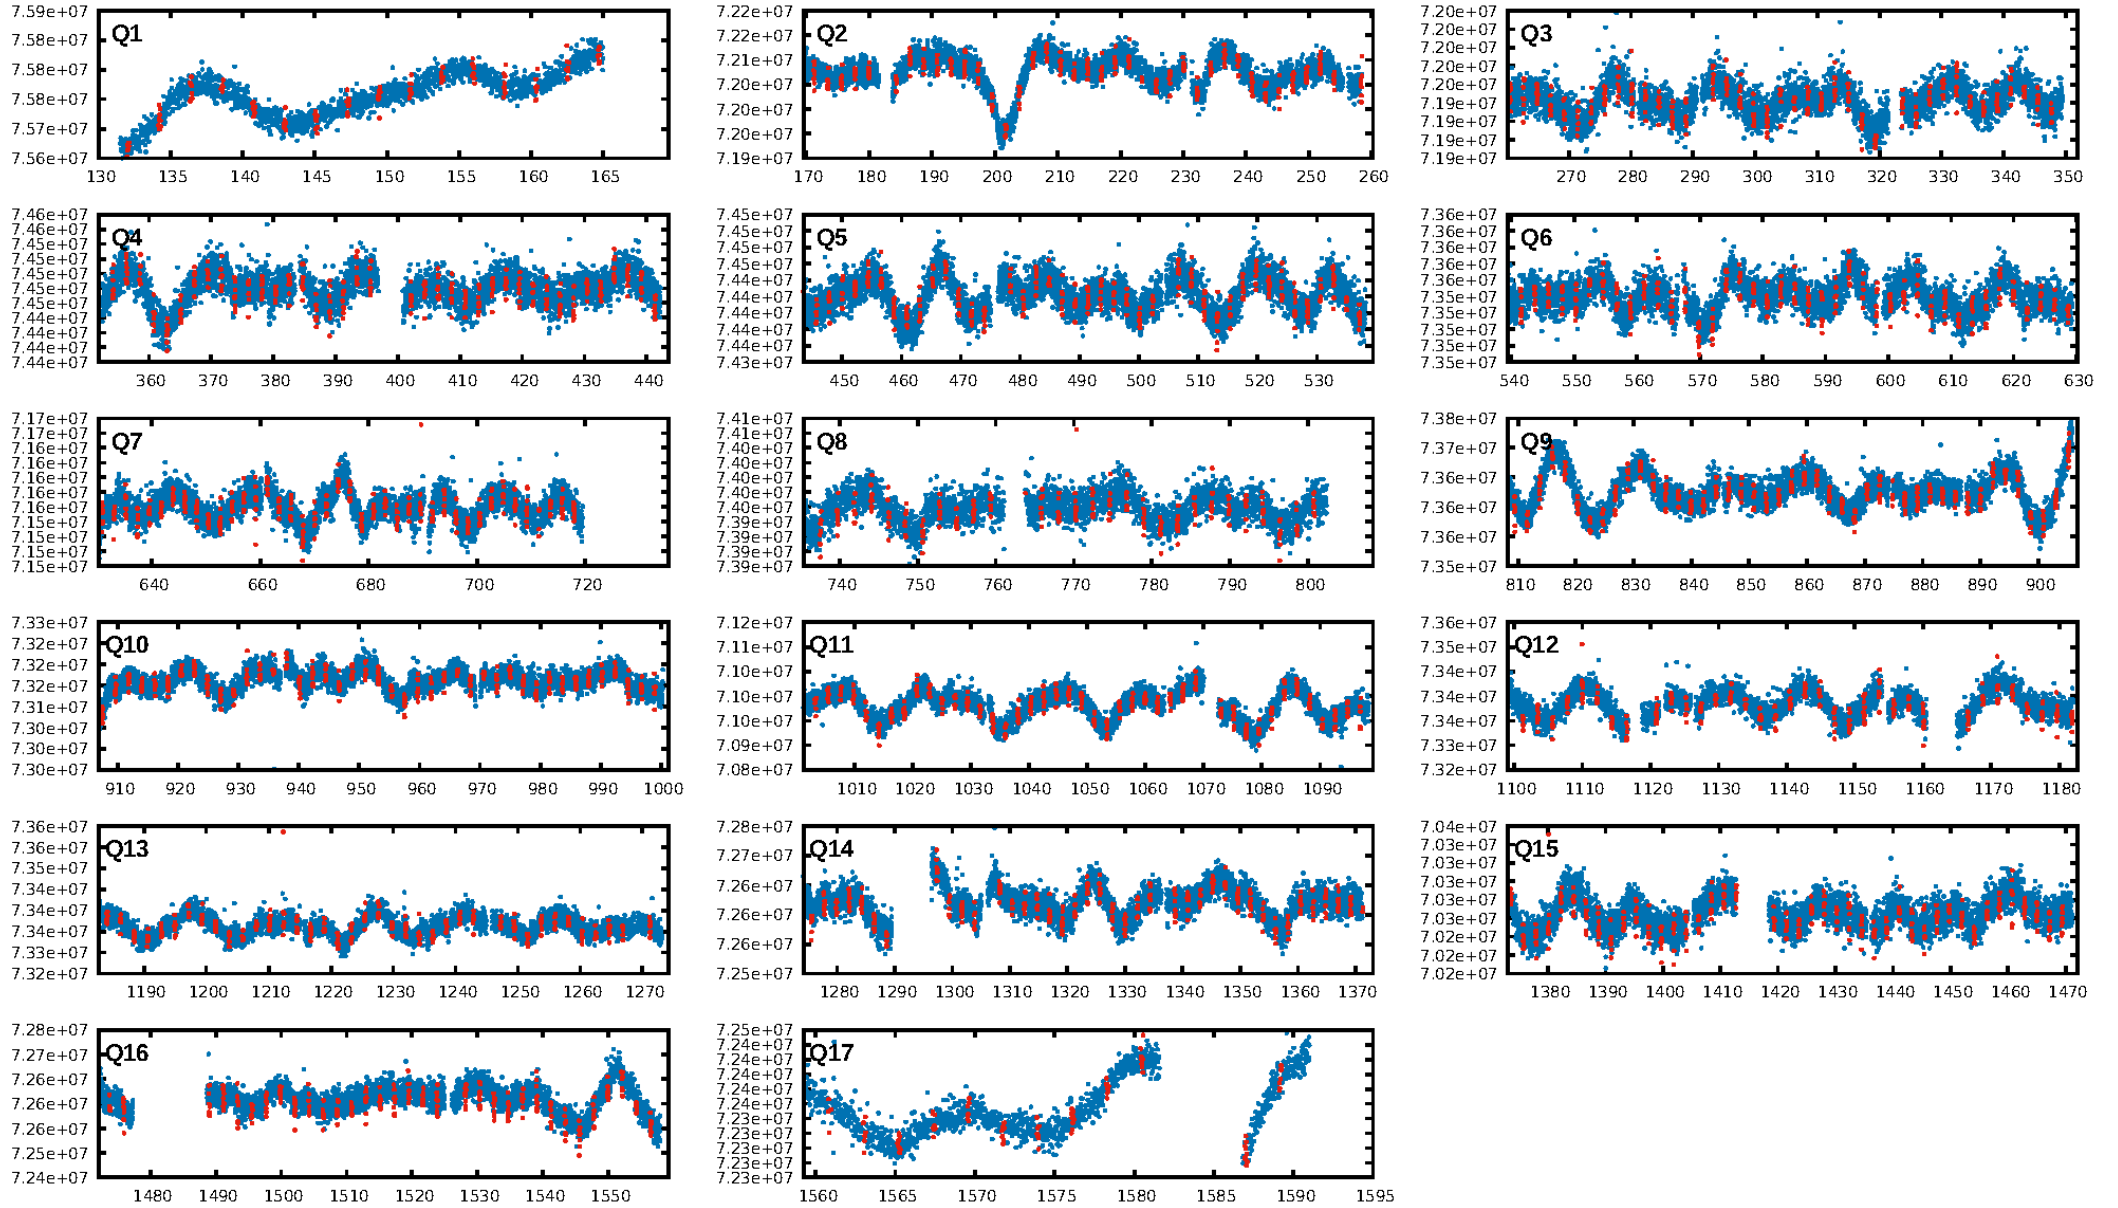 Q1
7.59e+07
7.58e+07
7.58e+07
7.58e+07
7.57e+07
7.56e+07
130 135 140 145 150 155 160 165
Q2
7.22e+07
7.22e+07
7.21e+07
7.20e+07
7.20e+07
7.20e+07
7.19e+07
170 180 190 200 210 220 230 240 250 260
Q3
7.20e+07
7.20e+07
7.20e+07
7.20e+07
7.20e+07
7.19e+07
7.19e+07
7.19e+07
7.19e+07
270 280 290 300 310 320 330 340 350
Q4
7.46e+07
7.45e+07
7.45e+07
7.45e+07
7.45e+07
7.45e+07
7.45e+07
7.44e+07
7.44e+07
7.44e+07
7.44e+07
360 370 380 390 400 410 420 430 440
Q5
7.45e+07
7.45e+07
7.45e+07
7.45e+07
7.44e+07
7.44e+07
7.44e+07
7.44e+07
7.44e+07
7.43e+07
450 460 470 480 490 500 510 520 530
Q6
7.36e+07
7.36e+07
7.36e+07
7.36e+07
7.36e+07
7.35e+07
7.35e+07
7.35e+07
7.35e+07
7.35e+07
540 550 560 570 580 590 600 610 620 630
Q7
7.17e+07
7.17e+07
7.16e+07
7.16e+07
7.16e+07
7.16e+07
7.16e+07
7.15e+07
7.15e+07
7.15e+07
7.15e+07
640 660 680 700 720
Q8
7.41e+07
7.41e+07
7.40e+07
7.40e+07
7.40e+07
7.40e+07
7.40e+07
7.39e+07
7.39e+07
7.39e+07
7.39e+07
740 750 760 770 780 790 800
Q9
7.38e+07
7.37e+07
7.36e+07
7.36e+07
7.36e+07
7.35e+07
810 820 830 840 850 860 870 880 890 900
Q10
7.33e+07
7.32e+07
7.32e+07
7.32e+07
7.31e+07
7.30e+07
7.30e+07
7.30e+07
910 920 930 940 950 960 970 980 990 1000
Q11
7.12e+07
7.11e+07
7.10e+07
7.10e+07
7.10e+07
7.09e+07
7.08e+07
1010 1020 1030 1040 1050 1060 1070 1080 1090
Q12
7.36e+07
7.35e+07
7.34e+07
7.34e+07
7.34e+07
7.33e+07
7.32e+07
1100 1110 1120 1130 1140 1150 1160 1170 1180
Q13
7.36e+07
7.36e+07
7.35e+07
7.34e+07
7.34e+07
7.34e+07
7.33e+07
7.32e+07
1190 1200 1210 1220 1230 1240 1250 1260 1270
Q14
7.28e+07
7.27e+07
7.26e+07
7.26e+07
7.26e+07
7.25e+07
1280 1290 1300 1310 1320 1330 1340 1350 1360 1370
Q15
7.04e+07
7.03e+07
7.03e+07
7.03e+07
7.03e+07
7.03e+07
7.02e+07
7.02e+07
7.02e+07
1380 1390 1400 1410 1420 1430 1440 1450 1460 1470
Q16
7.28e+07
7.27e+07
7.26e+07
7.26e+07
7.26e+07
7.25e+07
7.24e+07
1480 1490 1500 1510 1520 1530 1540 1550
Q17
7.25e+07
7.24e+07
7.24e+07
7.24e+07
7.24e+07
7.24e+07
7.23e+07
7.23e+07
7.23e+07
7.23e+07
7.23e+07
1560 1565 1570 1575 1580 1585 1590 1595